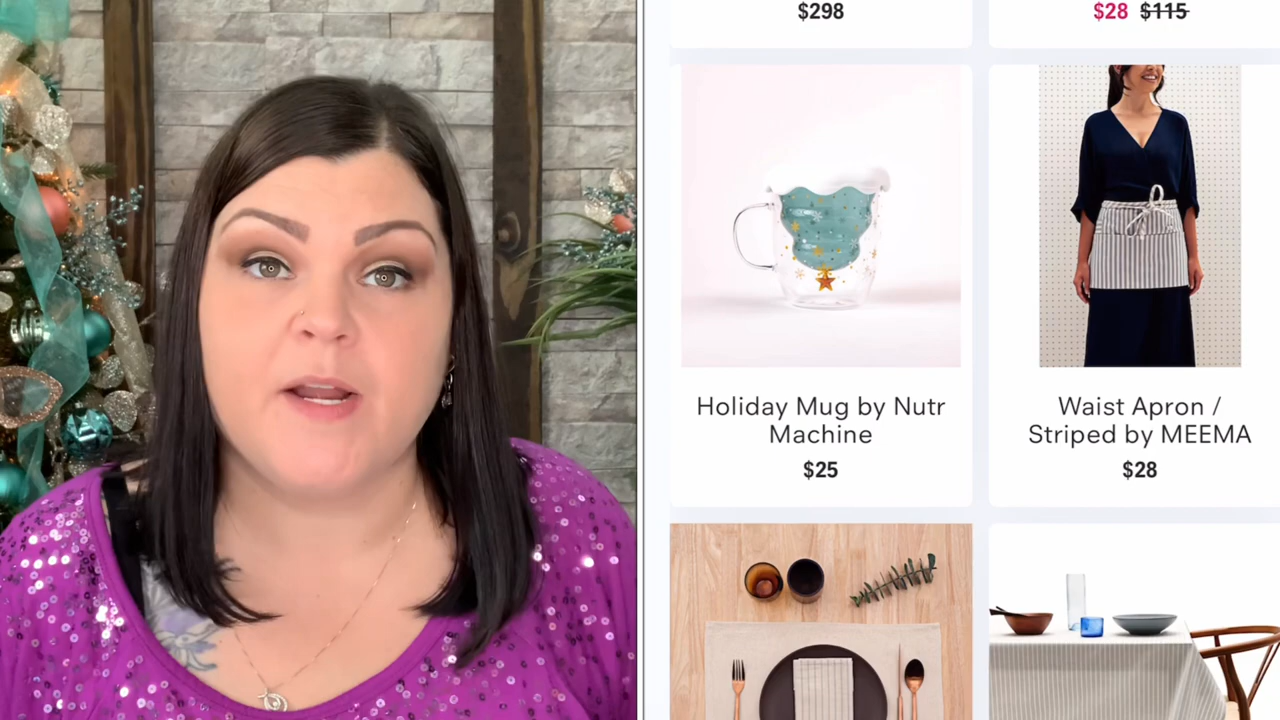 $298
$28 $115
Holiday Mug by Nutr
Machine
$25
Waist Apron /
Striped by MEEMA
$28